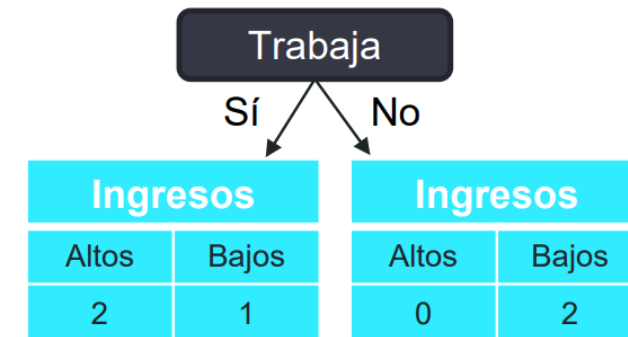 Trabaja
Sí No
Ingresos Ingresos
Altos Bajos Altos Bajos
2 1 0 2